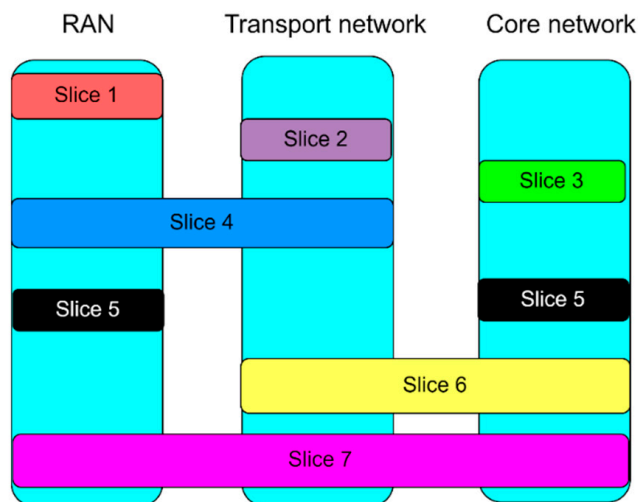 RAN
Transport network
Core network
Slice 1
Slice 2
Slice 3
Slice 4
Slice 5
Slice 5
Slice 6
Slice 7